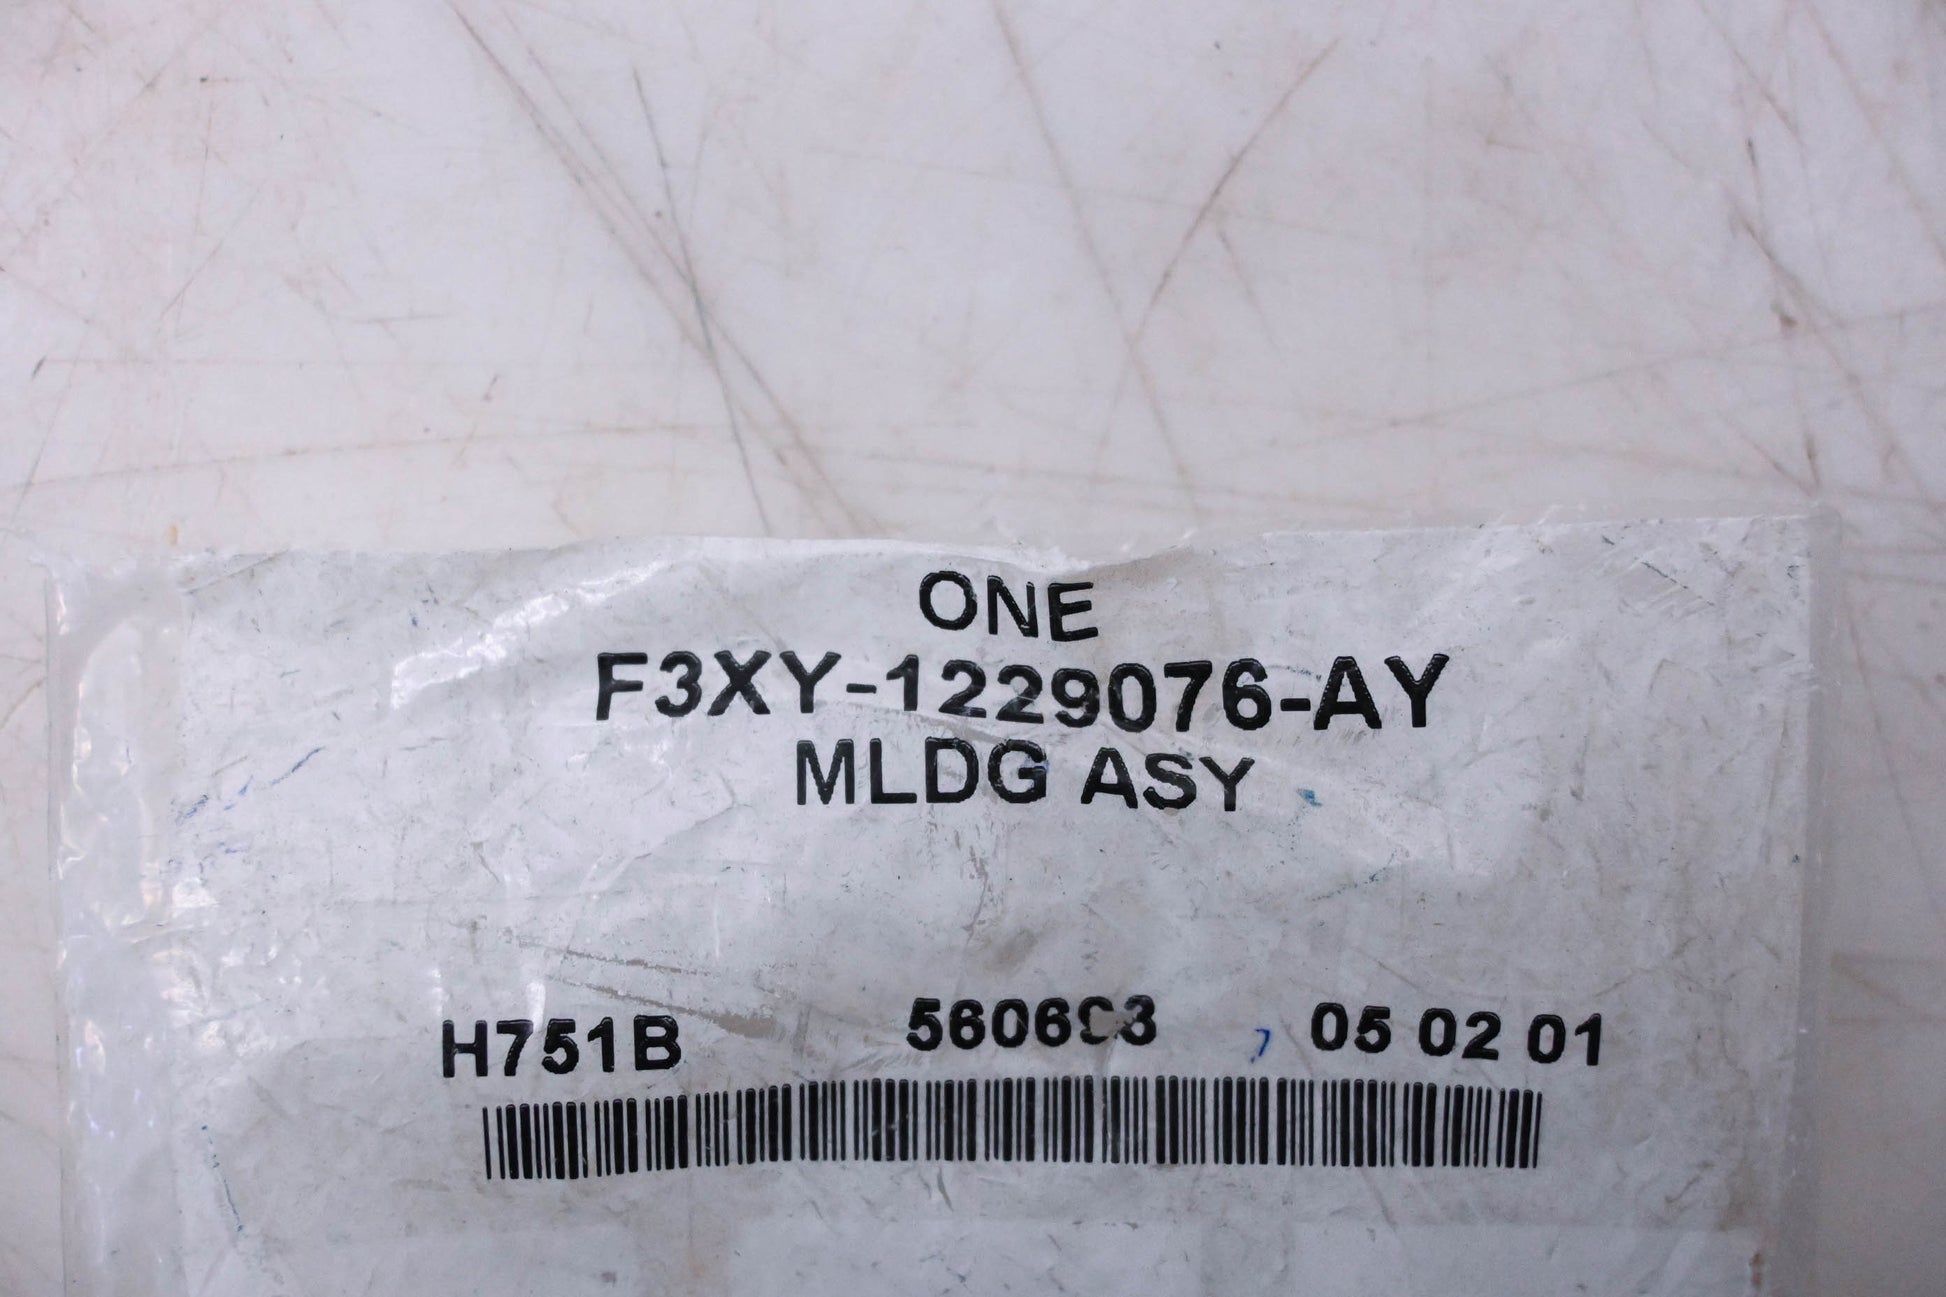 ONE
F3XY-1229076-AY
MLDG ASY
H751B 05 02 01